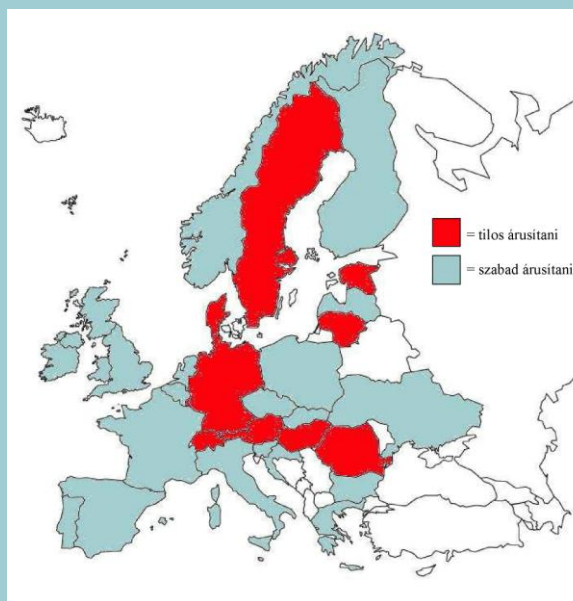 = tilos árusítani
= szabad árusítani